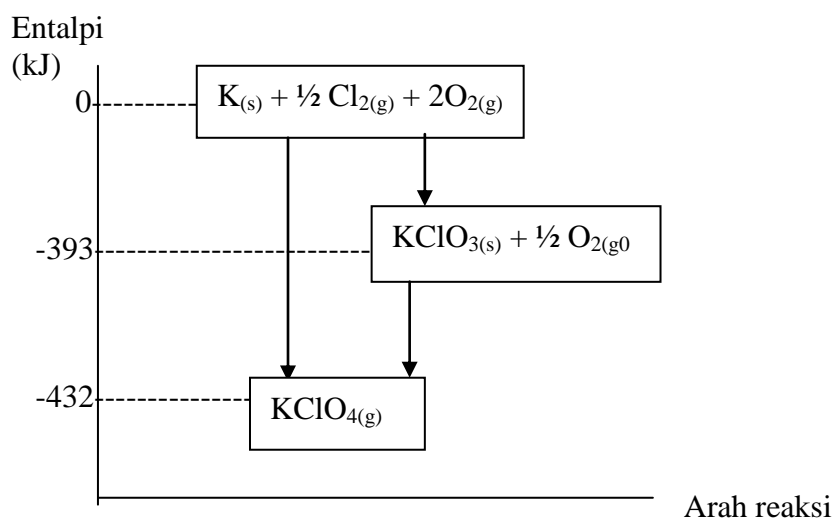 Entalpi
(kJ)
0
K(s) + ½ Cl2(g) + 2O2(g)
-393
KClO3(s) + ½ O2(g0
-432
KClO4(g)
Arah reaksi